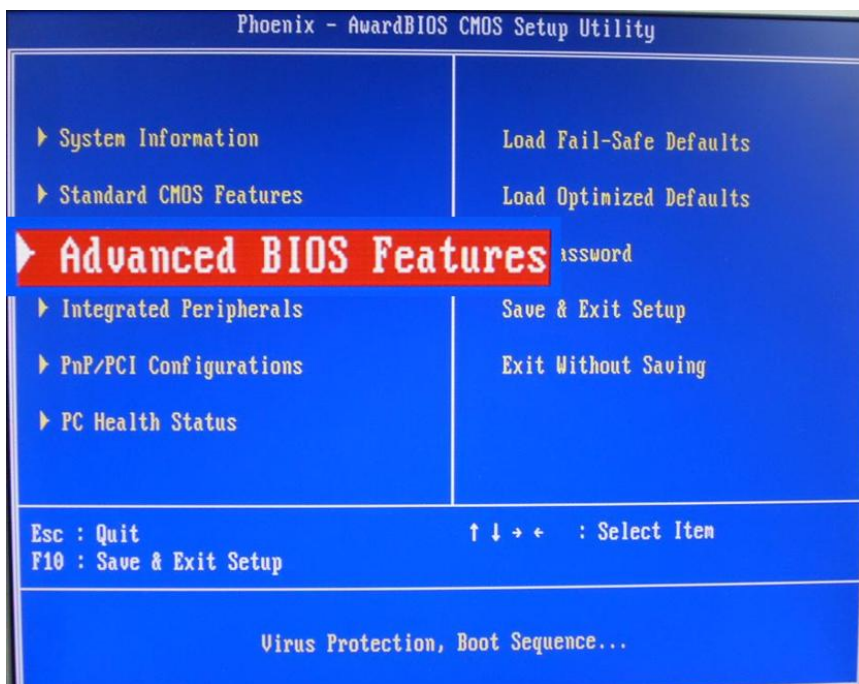 Phoenix - AwardBIOS CMOS Setup Utility
System Information
Standard CMOS Features
Advanced BIOS Features
Integrated Peripherals
PnP/PCI Configurations
PC Health Status
Load Fail-Safe Defaults
Load Optimized Defaults
Save & Exit Setup
Exit Without Saving
Esc : Quit
F10 : Save & Exit Setup
↑ ↓ → ← : Select Item
Virus Protection, Boot Sequence...